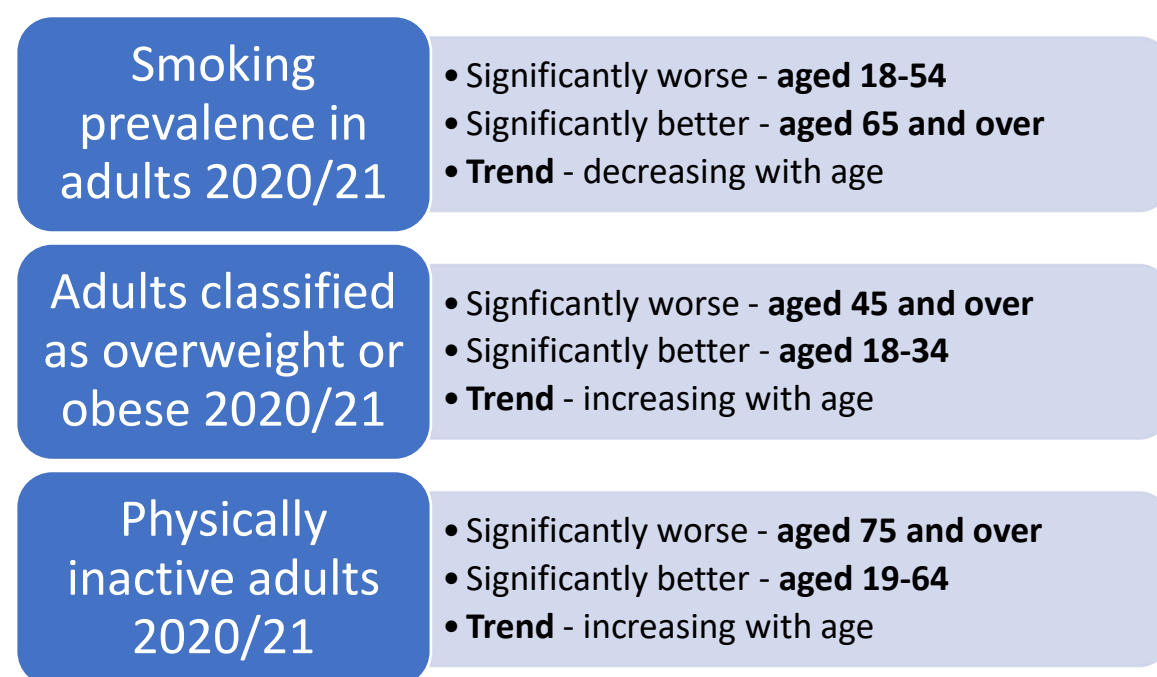 Smoking
prevalence in
adults 2020/21
• Significantly worse - aged 18-54
• Significantly better - aged 65 and over
• Trend - decreasing with age
Adults classified
as overweight or
obese 2020/21
• Signficantly worse - aged 45 and over
• Significantly better - aged 18-34
• Trend - increasing with age
Physically
inactive adults
2020/21
• Significantly worse - aged 75 and over
• Significantly better - aged 19-64
• Trend - increasing with age